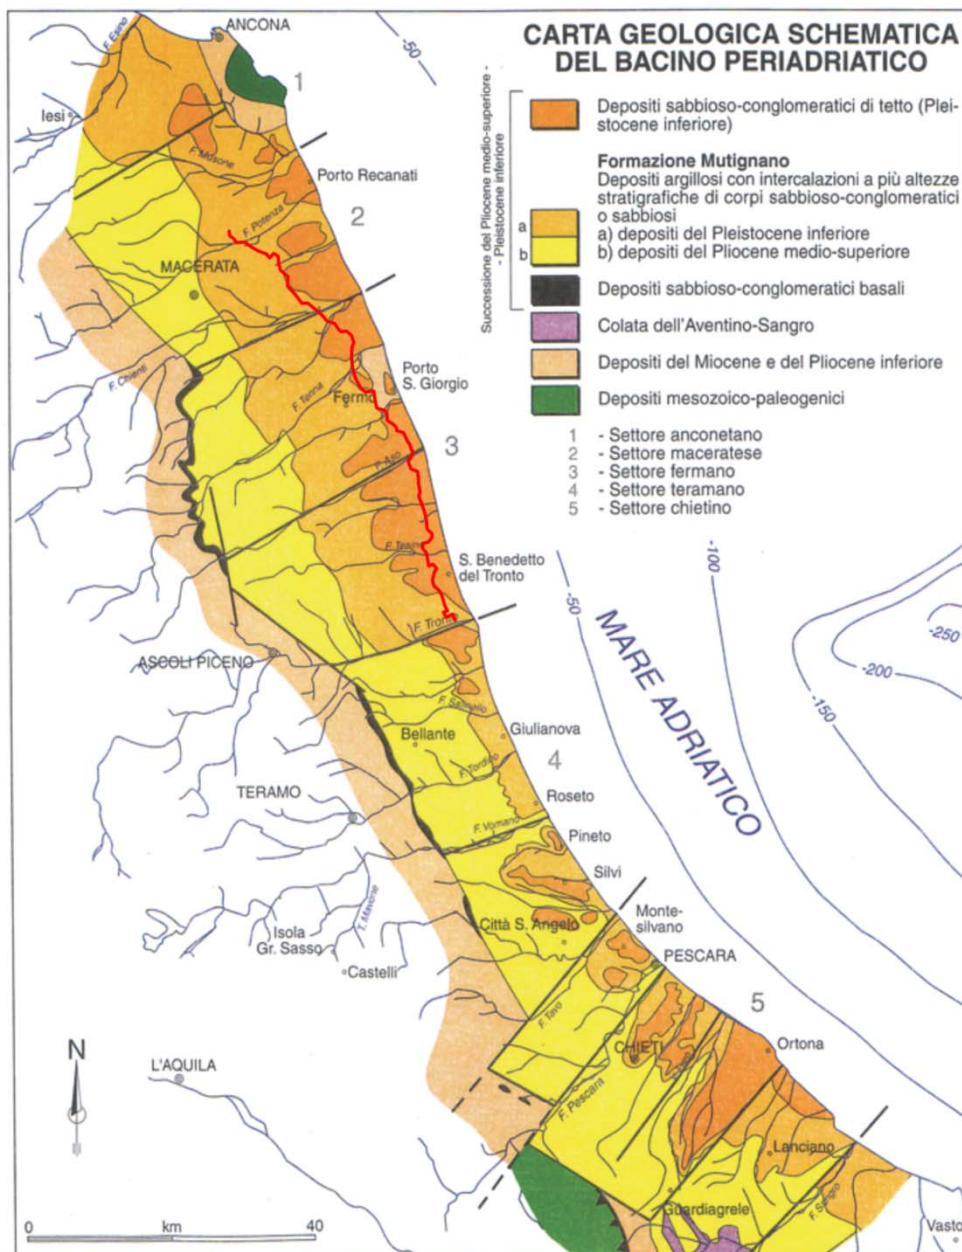 CARTA GEOLOGICA SCHEMATICA
DEL BACINO PERIADRIATICO
Successione del Pliocene medio-superiore -
- Pleistocene inferiore
Depositi sabbioso-conglomeratici di tetto (Plei-
stocene inferiore)
Formazione Mutignano
Depositi argillosi con intercalazioni a più altezze
stratigrafiche di corpi sabbioso-conglomeratici
o sabbiosi
a a) depositi del Pleistocene inferiore
b b) depositi del Pliocene medio-superiore
Depositi sabbioso-conglomeratici basali
Colata dell'Aventino-Sangro
Depositi del Miocene e del Pliocene inferiore
Depositi mesozoico-paleogenici
1 - Settore anconetano
2 - Settore maceratese
3 - Settore fermano
4 - Settore teramano
5 - Settore chietino
F. Esino
ANCONA
-50
1
Iesi
F. Musone
Porto Recanati
F. Potenza
2
MACERATA
F. Chienti
Porto
S. Giorgio
F. Tenna
Fermo
3
F. Aso
F. Tesino
S. Benedetto
del Tronto
F. Tronto
ASCOLI PICENO
-50
-100
-150
-200
-250
MARE ADRIATICO
F. Salinello
Giulianova
Bellante
F. Tordino
4
TERAMO
Roseto
F. Vomano
Pineto
Silvi
T. Mavone
Città S. Angelo
Monte-
silvano
Isola
Gr. Sasso
Castelli
PESCARA
F. Tavo
5
N
L'AQUILA
CHIETI
Ortona
F. Pescara
Lanciano
F. Sangro
Guardiagrele
Vasto
0 km 40